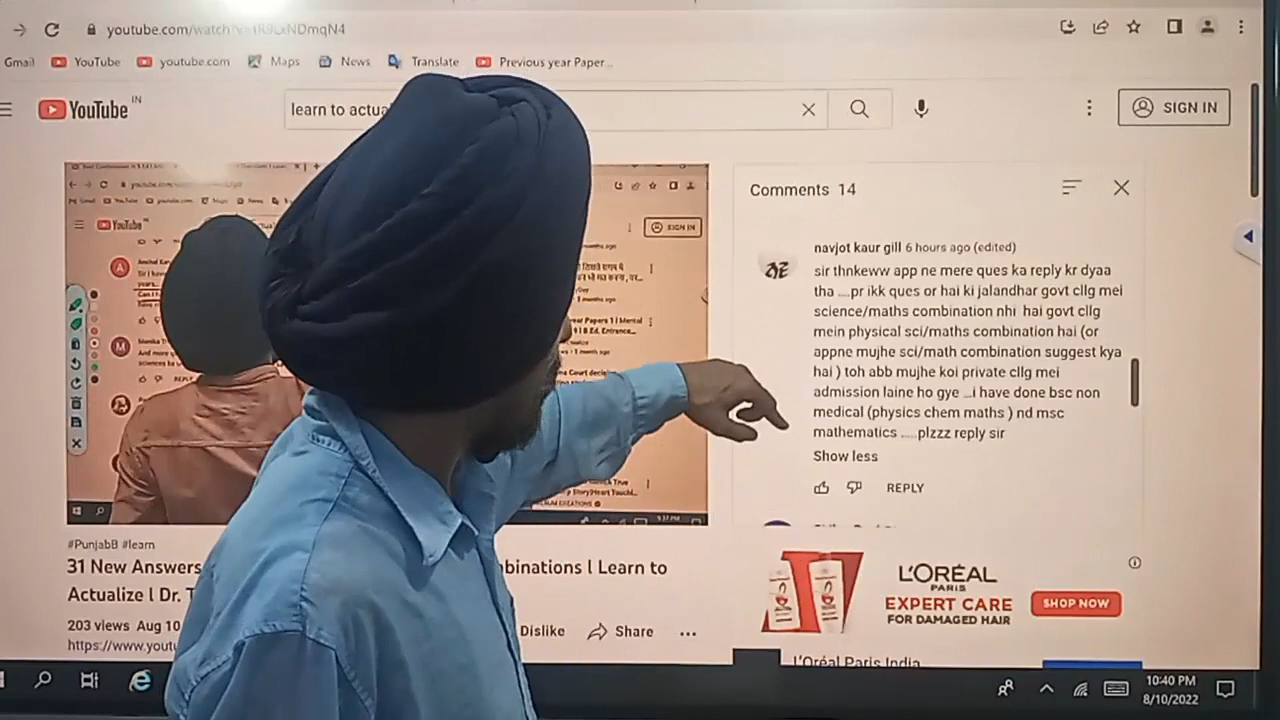 youtube.com/watch
Gmail YouTube youtube.com Maps News Translate Previous year Paper...
YouTube IN
learn to actua
SIGN IN
Comments 14
navjot kaur gill 6 hours ago (edited)
sir thnkeww app ne mere ques ka reply kr dyaa
tha ....pr ikk ques or hai ki jalandhar govt cllg mei
science/maths combination nhi hai govt cllg
mein physical sci/maths combination hai (or
appne mujhe sci/math combination suggest kya
hai ) toh abb mujhe koi private cllg mei
admission laine ho gye ...i have done bsc non
medical (physics chem maths ) nd msc
mathematics .....plzzz reply sir
Show less
REPLY
YouTube
SIGN IN
#PunjabB #learn
31 New Answers binations l Learn to
Actualize l Dr. T
203 views Aug 10 Dislike Share ...
https://www.yout
L'ORÉAL
PARIS
EXPERT CARE
FOR DAMAGED HAIR
SHOP NOW
L'Oréal Paris India
10:40 PM
8/10/2022